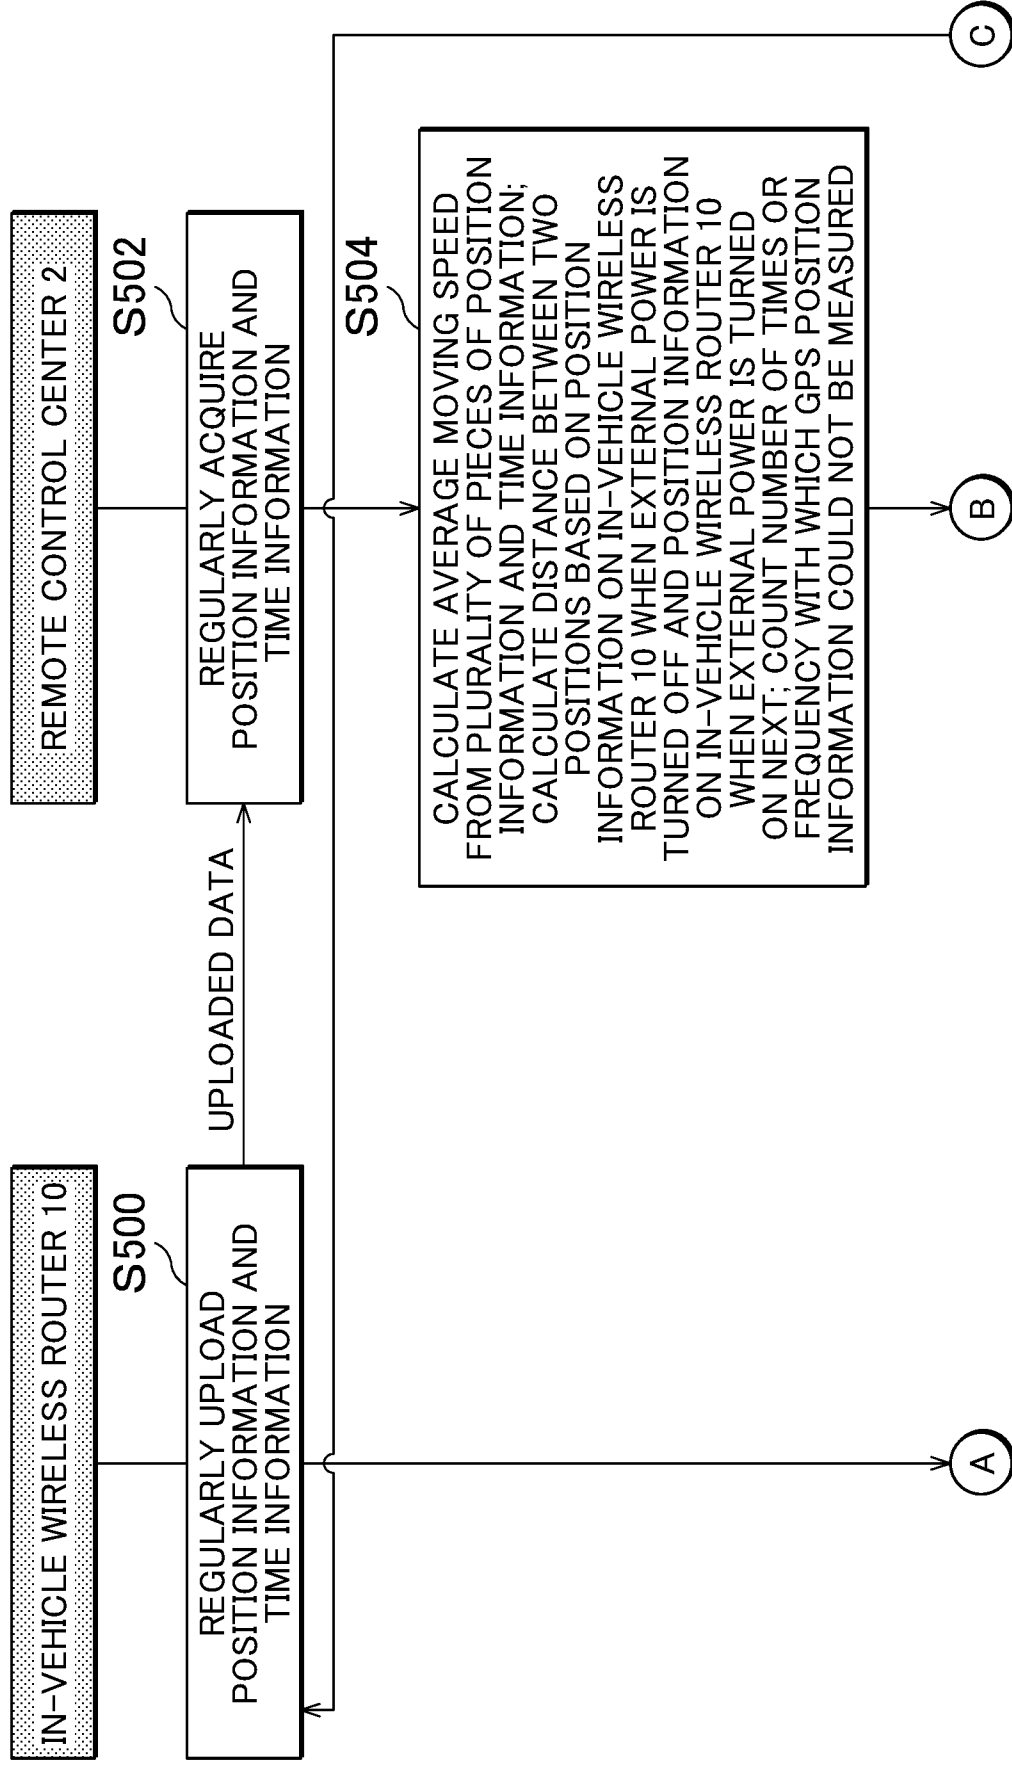 IN-VEHICLE WIRELESS ROUTER 10
REMOTE CONTROL CENTER 2
S500
REGULARLY UPLOAD
POSITION INFORMATION AND
TIME INFORMATION
UPLOADED DATA
S502
REGULARLY ACQUIRE
POSITION INFORMATION AND
TIME INFORMATION
S504
CALCULATE AVERAGE MOVING SPEED
FROM PLURALITY OF PIECES OF POSITION
INFORMATION AND TIME INFORMATION;
CALCULATE DISTANCE BETWEEN TWO
POSITIONS BASED ON POSITION
INFORMATION ON IN-VEHICLE WIRELESS
ROUTER 10 WHEN EXTERNAL POWER IS
TURNED OFF AND POSITION INFORMATION
ON IN-VEHICLE WIRELESS ROUTER 10
WHEN EXTERNAL POWER IS TURNED
ON NEXT; COUNT NUMBER OF TIMES OR
FREQUENCY WITH WHICH GPS POSITION
INFORMATION COULD NOT BE MEASURED
A
B
C